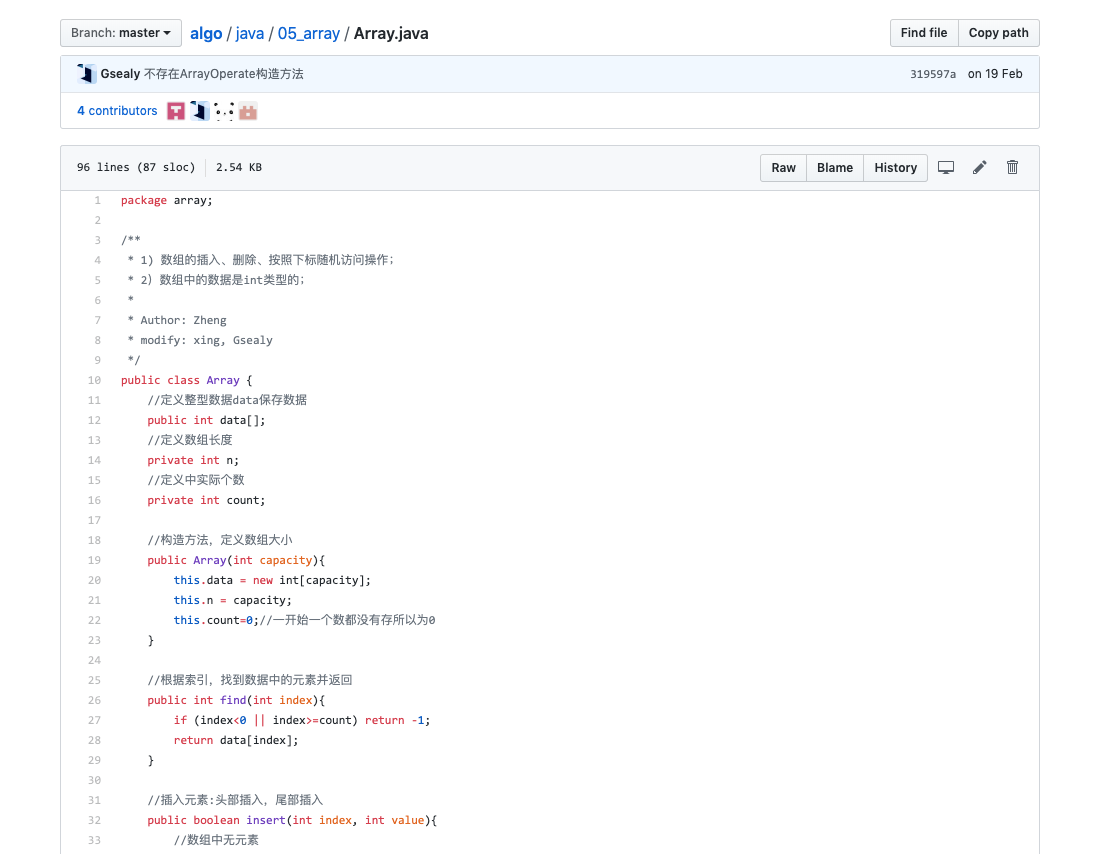 Branch: master algo / java / 05_array / Array.java Find file Copy path
Gsealy 不存在ArrayOperate构造方法 319597a on 19 Feb
4 contributors
96 lines (87 sloc) 2.54 KB Raw Blame History
1 package array;
2
3 /**
4  * 1) 数组的插入、删除、按照下标随机访问操作；
5  * 2）数组中的数据是int类型的；
6  *
7  * Author: Zheng
8  * modify: xing, Gsealy
9  */
10 public class Array {
11     //定义整型数据data保存数据
12     public int data[];
13     //定义数组长度
14     private int n;
15     //定义中实际个数
16     private int count;
17
18     //构造方法，定义数组大小
19     public Array(int capacity){
20         this.data = new int[capacity];
21         this.n = capacity;
22         this.count=0;//一开始一个数都没有存所以为0
23     }
24
25     //根据索引，找到数据中的元素并返回
26     public int find(int index){
27         if (index<0 || index>=count) return -1;
28         return data[index];
29     }
30
31     //插入元素:头部插入，尾部插入
32     public boolean insert(int index, int value){
33         //数组中无元素